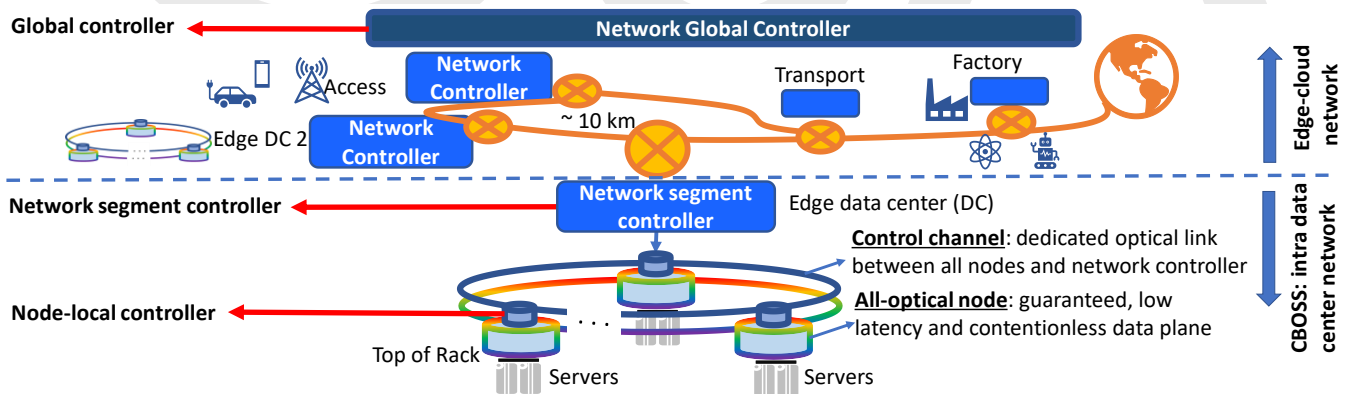 Global controller
Network Global Controller
Network
Controller
Access
Transport
Factory
Edge DC 2
Network
Controller
~ 10 km
Edge-cloud
network
Network segment controller
Network segment
controller
Edge data center (DC)
Control channel: dedicated optical link
between all nodes and network controller
Node-local controller
All-optical node: guaranteed, low
latency and contentionless data plane
. . .
Top of Rack
Servers
Servers
CBOSS: intra data
center network